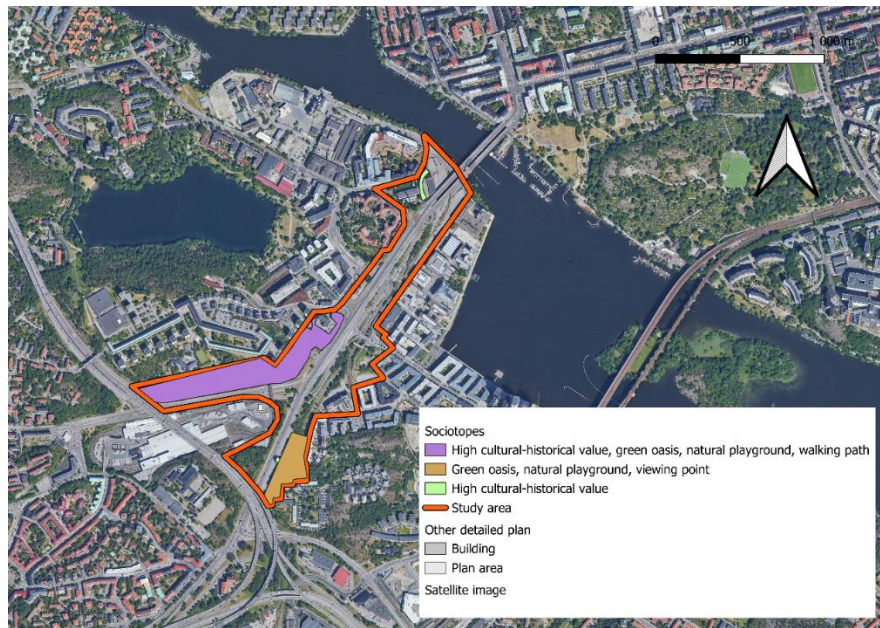 0 500 1 000 m
Sociotopes
High cultural-historical value, green oasis, natural playground, walking path
Green oasis, natural playground, viewing point
High cultural-historical value
Study area
Other detailed plan
Building
Plan area
Satellite image